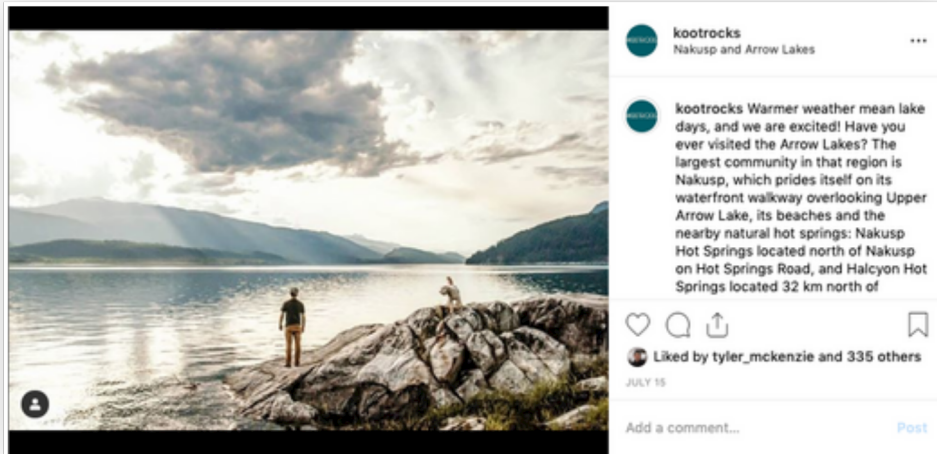 kootrocks
Nakusp and Arrow Lakes
kootrocks Warmer weather mean lake
days, and we are excited! Have you
ever visited the Arrow Lakes? The
largest community in that region is
Nakusp, which prides itself on its
waterfront walkway overlooking Upper
Arrow Lake, its beaches and the
nearby natural hot springs: Nakusp
Hot Springs located north of Nakusp
on Hot Springs Road, and Halcyon Hot
Springs located 32 km north of
Liked by tyler_mckenzie and 335 others
JULY 15
Add a comment...
Post